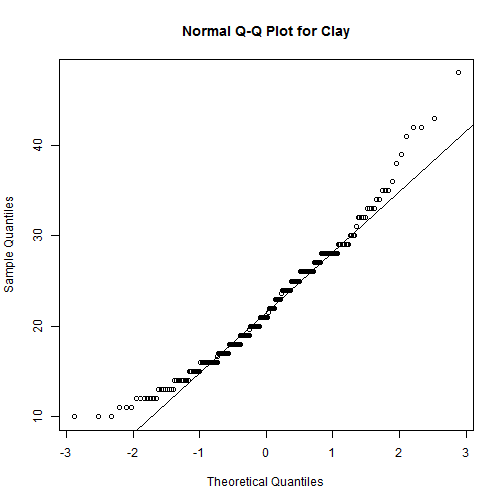 Normal Q-Q Plot for Clay
Sample Quantiles
40
30
20
10
-3 -2 -1 0 1 2 3
Theoretical Quantiles